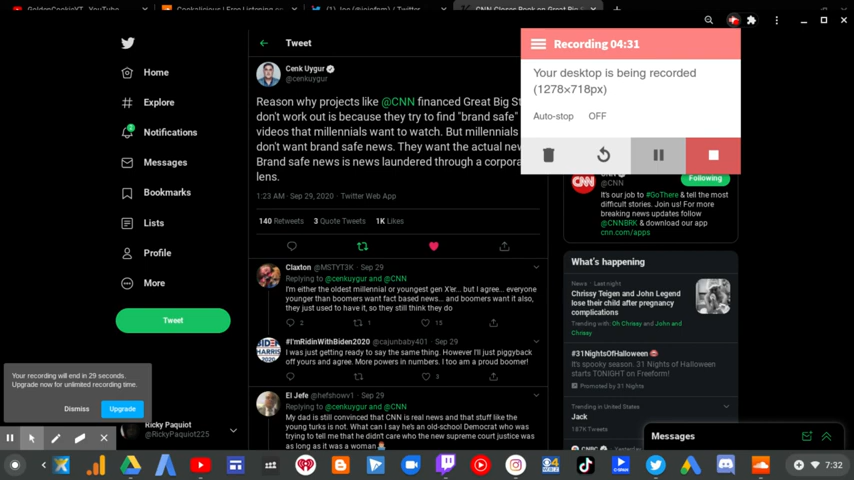 GoldenCookieYT - YouTube
Cookalicious | Free Listening
CNN Closes Book on Great Big
Tweet
Recording 04:31
Your desktop is being recorded
(1278×718px)
Auto-stop OFF
Home
Explore
2
Notifications
Messages
Bookmarks
Lists
Profile
More
Tweet
Cenk Uygur
@cenkuygur
Reason why projects like @CNN financed Great Big
don't work out is because they try to find "brand safe"
videos that millennials want to watch. But millennials
don't want brand safe news. They want the actual
Brand safe news is news laundered through a
lens.
1:23 AM · Sep 29, 2020 · Twitter Web App
140 Retweets 3 Quote Tweets 1K Likes
Claxton @MSTYT3K · Sep 29
Replying to @cenkuygur and @CNN
I'm either the oldest millennial or youngest gen X'er... but I agree... everyone
younger than boomers want fact based news... and boomers want it also,
they just used to have it, so they still think they do
2 1 15
#I'mRidinWithBiden2020 @cajunbaby401 · Sep 29
I was just getting ready to say the same thing. However I'll just piggyback
off yours and agree. More powers in numbers. I too am a proud boomer!
3
BIDEN
HARRIS
El Jefe @hefshowv1 · Sep 29
Replying to @cenkuygur and @CNN
My dad is still convinced that CNN is real news and that stuff like the
young turks is not. What can I say he's an old-school Democrat who was
trying to tell me that he didn't care who the new supreme court justice was
as long as it was a woman
CNN
@CNN
Following
It's our job to #GoThere & tell the most
difficult stories. Join us! For more
breaking news updates follow
@CNNBRK & download our app
cnn.com/apps
What's happening
News · Last night
Chrissy Teigen and John Legend
lose their child after pregnancy
complications
Trending with: Oh Chrissy and John and
Chrissy
#31NightsOfHalloween
It's spooky season. 31 Nights of Halloween
starts TONIGHT on Freeform!
Promoted by 31 Nights
Trending in United States
Jack
187K Tweets
CNBC
Messages
Your recording will end in 29 seconds.
Upgrade now for unlimited recording time.
Dismiss Upgrade
Ricky Paquiot
@RickyPaquiot225
7:32